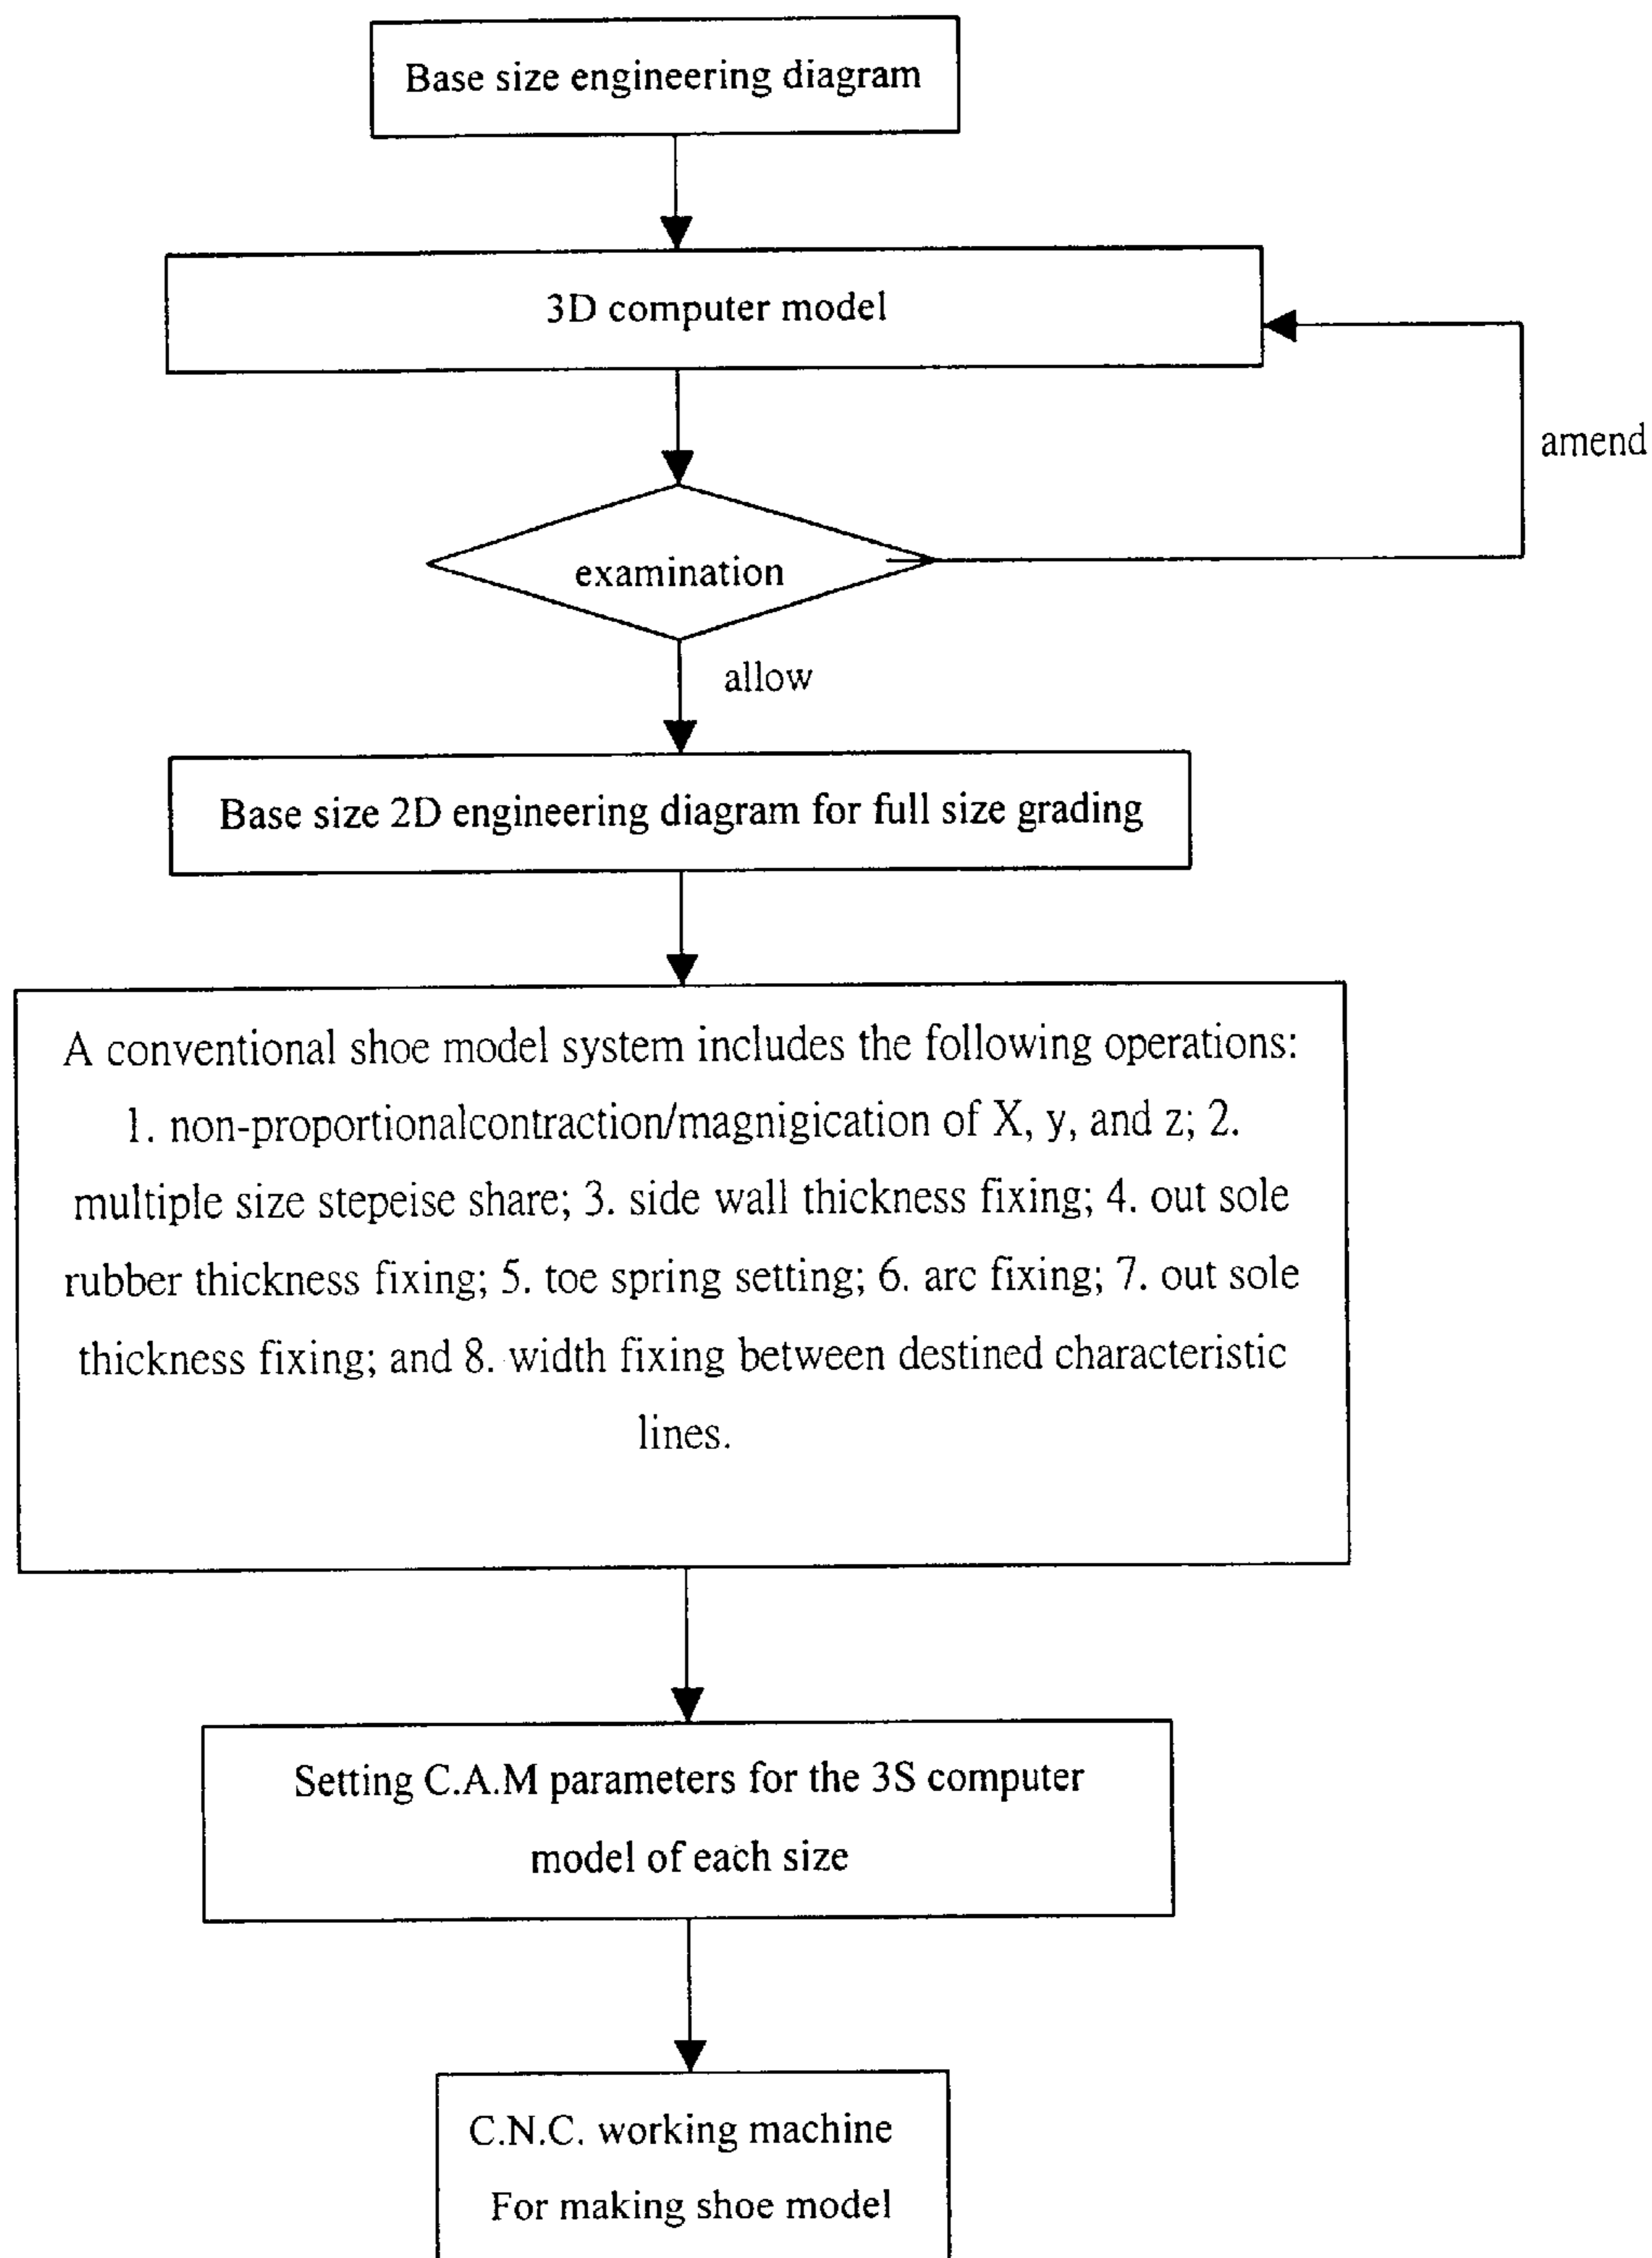 Base size engineering diagram
3D computer model
amend
examination
allow
Base size 2D engineering diagram for full size grading
A conventional shoe model system includes the following operations:
1. non-proportionalcontraction/magnigication of X, y, and z; 2.
multiple size stepeise share; 3. side wall thickness fixing; 4. out sole
rubber thickness fixing; 5. toe spring setting; 6. arc fixing; 7. out sole
thickness fixing; and 8. width fixing between destined characteristic
lines.
Setting C.A.M parameters for the 3S computer
model of each size
C.N.C. working machine
For making shoe model